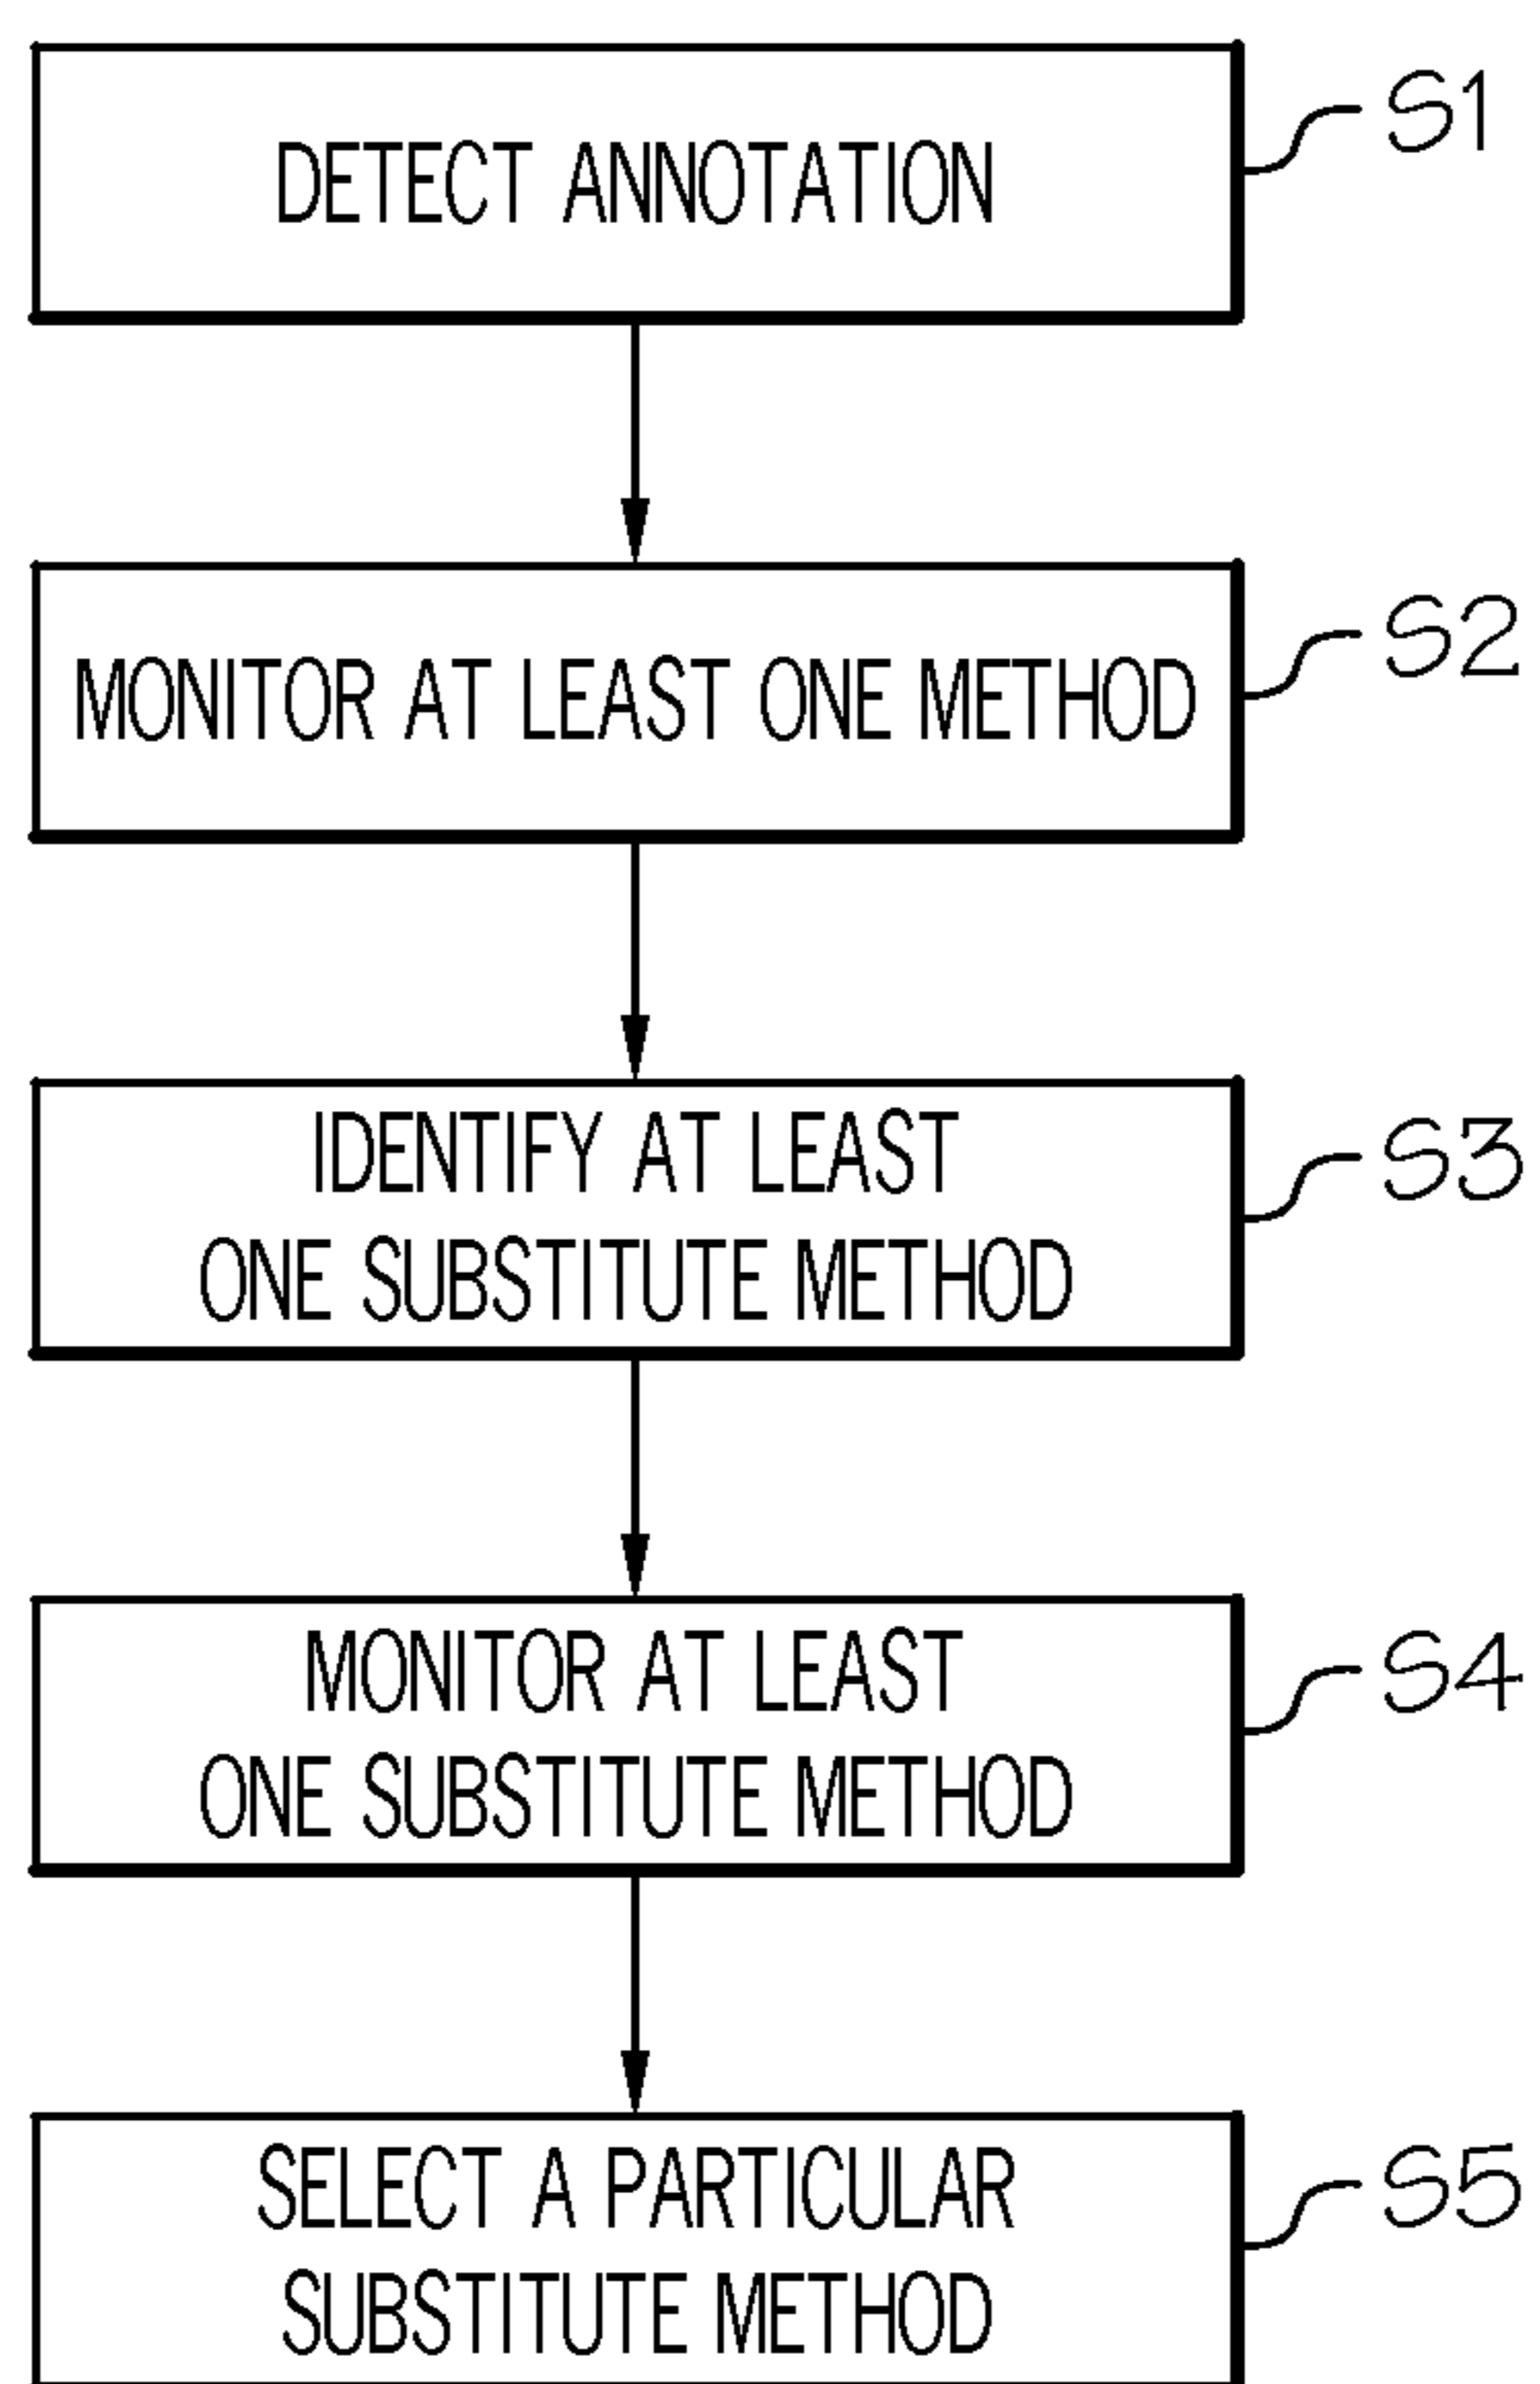 DETECT ANNOTATION
S1
MONITOR AT LEAST ONE METHOD
S2
IDENTIFY AT LEAST
ONE SUBSTITUTE METHOD
S3
MONITOR AT LEAST
ONE SUBSTITUTE METHOD
S4
SELECT A PARTICULAR
SUBSTITUTE METHOD
S5